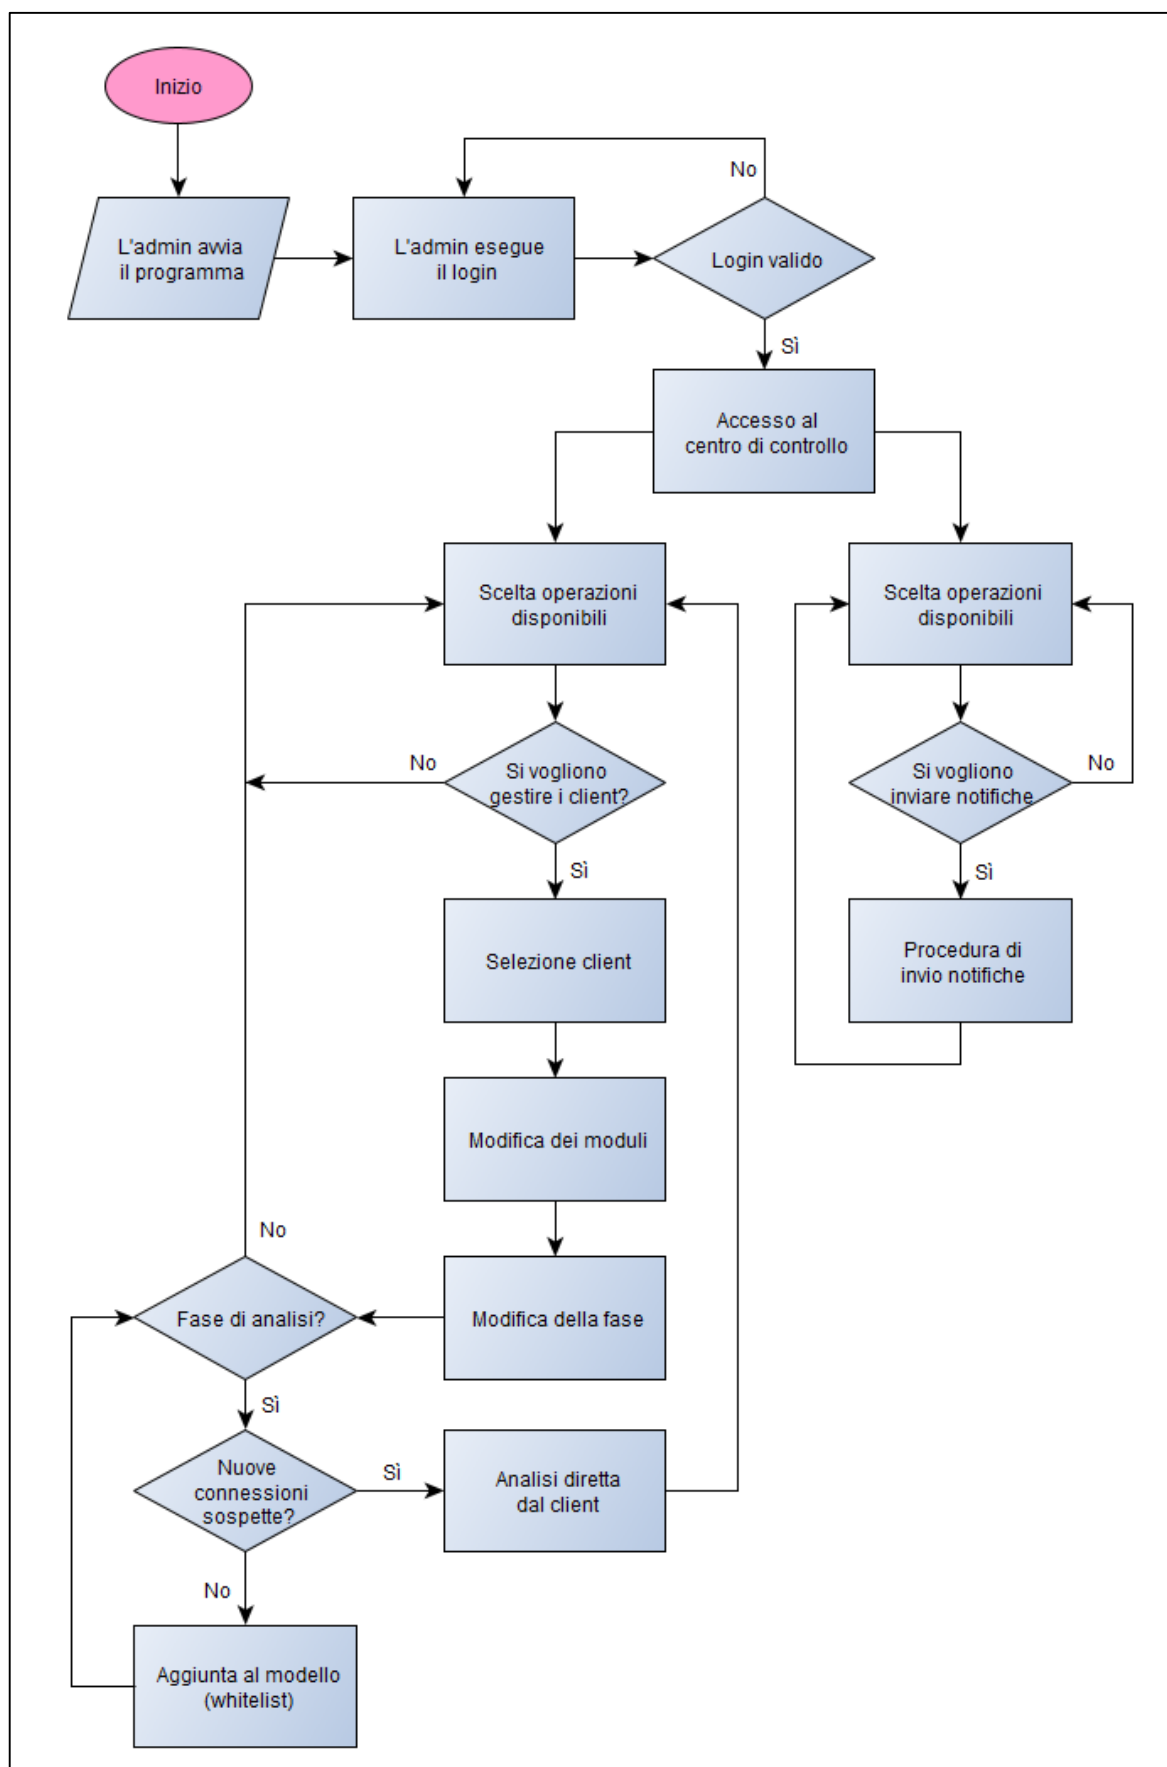 Inizio
No
L'admin avvia
il programma
L'admin esegue
il login
Login valido
Sì
Accesso al
centro di controllo
Scelta operazioni
disponibili
Scelta operazioni
disponibili
No
Si vogliono
gestire i client?
Si vogliono
inviare notifiche
No
Sì
Sì
Selezione client
Procedura di
invio notifiche
Modifica dei moduli
No
Fase di analisi?
Modifica della fase
Sì
Nuove
connessioni
sospette?
Sì
Analisi diretta
dal client
No
Aggiunta al modello
(whitelist)